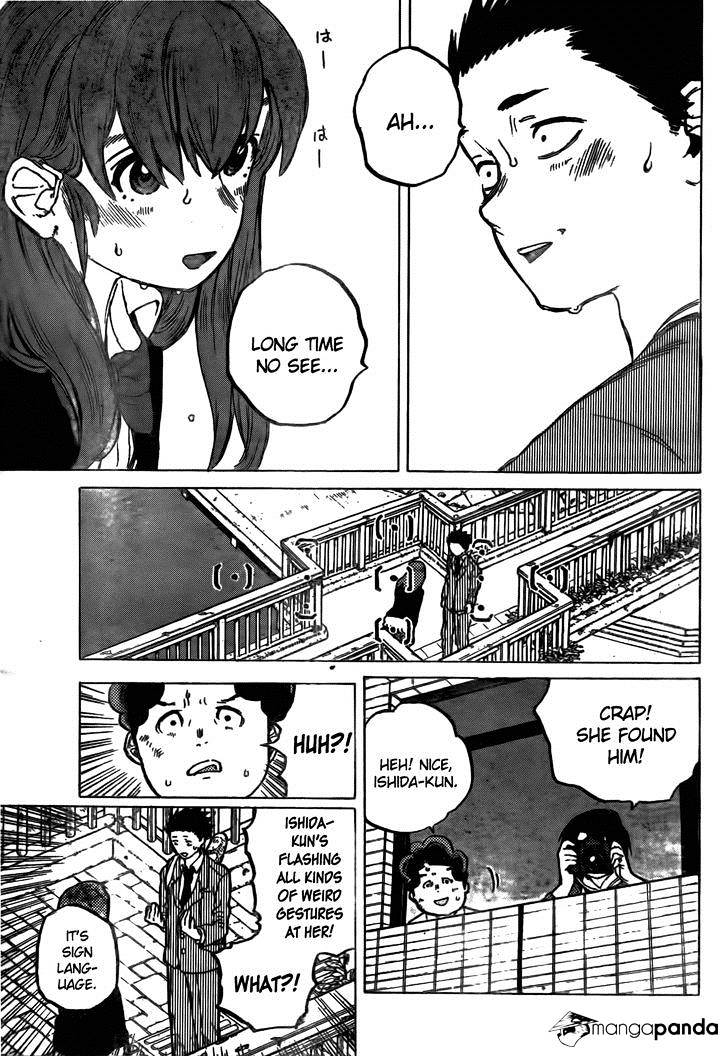 AH...
はー
はー
LONG TIME
NO SEE...
CRAP!
SHE FOUND
HIM!
HEH! NICE,
ISHIDA-KUN.
HUH?!
ISHIDA-
KUN'S
FLASHING
ALL KINDS
OF WEIRD
GESTURES
AT HER!
WHAT?!
IT'S
SIGN
LANG-
UAGE.
mangapanda